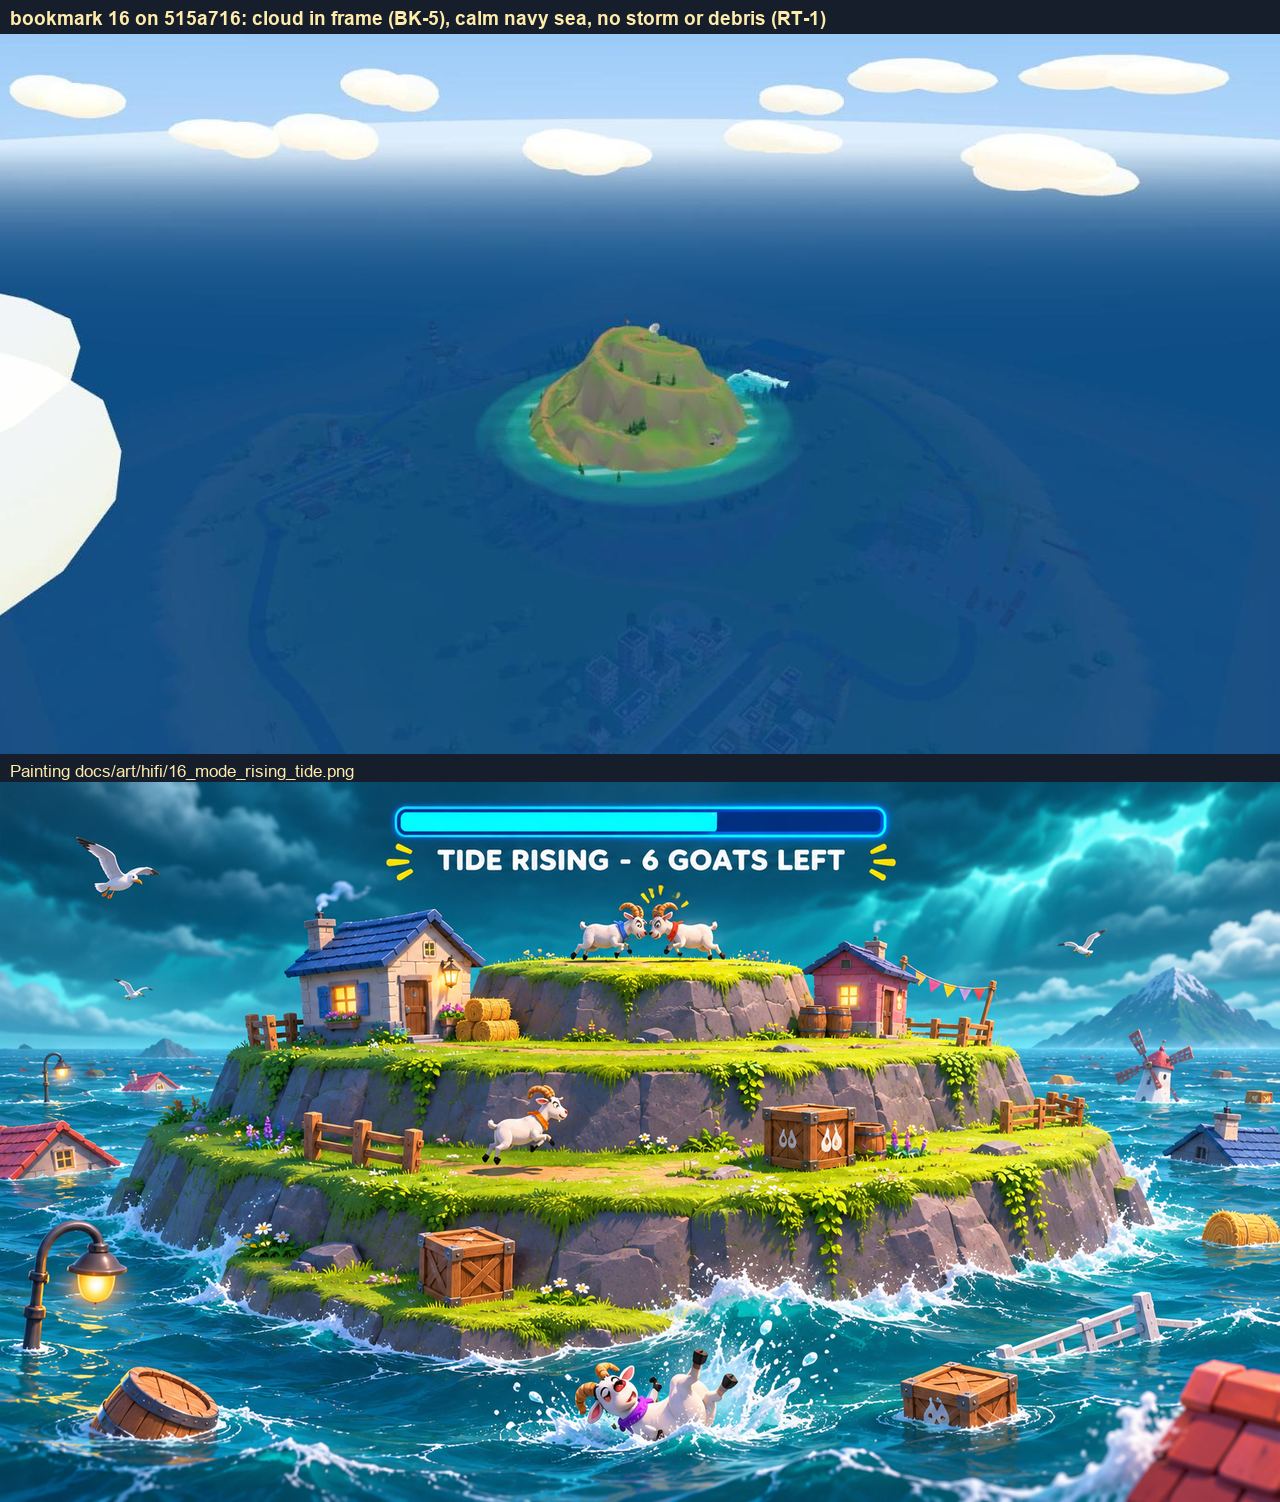 bookmark 16 on 515a716: cloud in frame (BK-5), calm navy sea, no storm or debris (RT-1)
Painting docs/art/hifi/16_mode_rising_tide.png
TIDE RISING - 6 GOATS LEFT